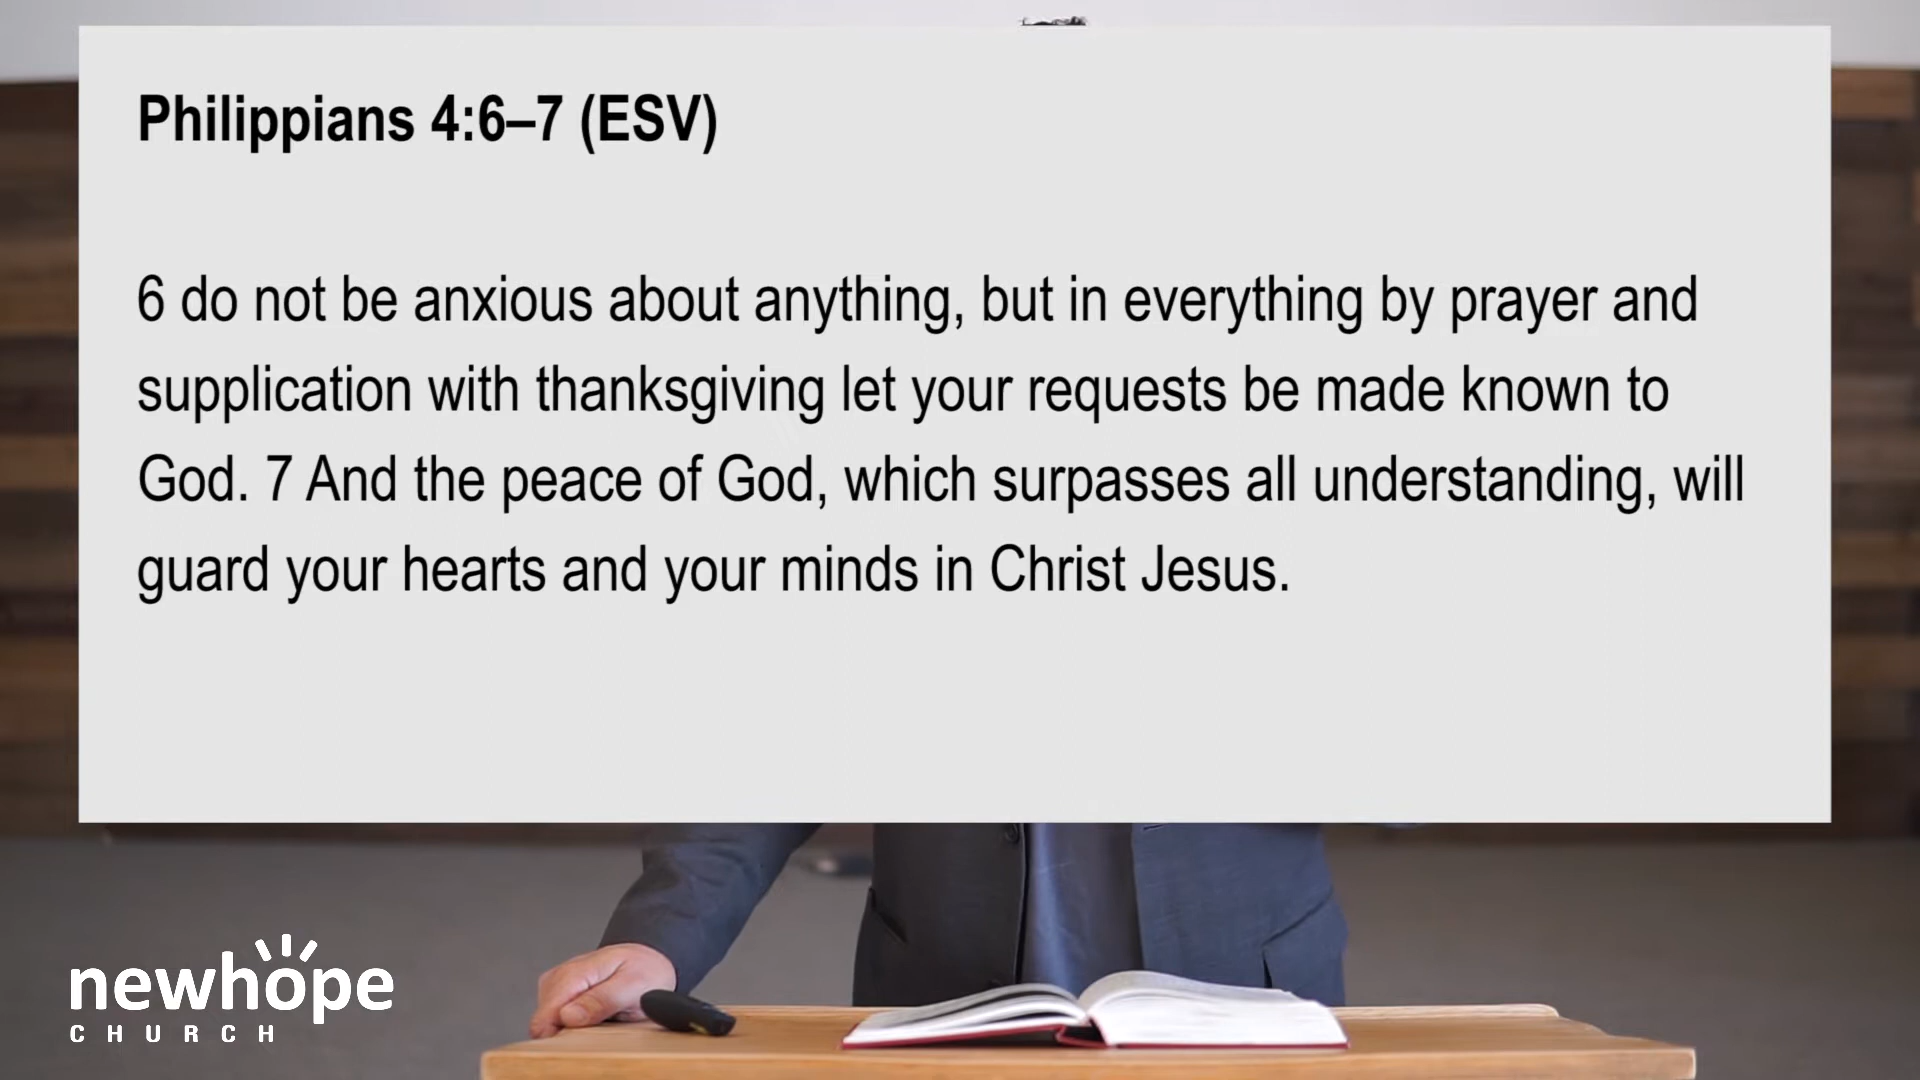 Philippians 4:6–7 (ESV)
6 do not be anxious about anything, but in everything by prayer and
supplication with thanksgiving let your requests be made known to
God. 7 And the peace of God, which surpasses all understanding, will
guard your hearts and your minds in Christ Jesus.
newhope
CHURCH